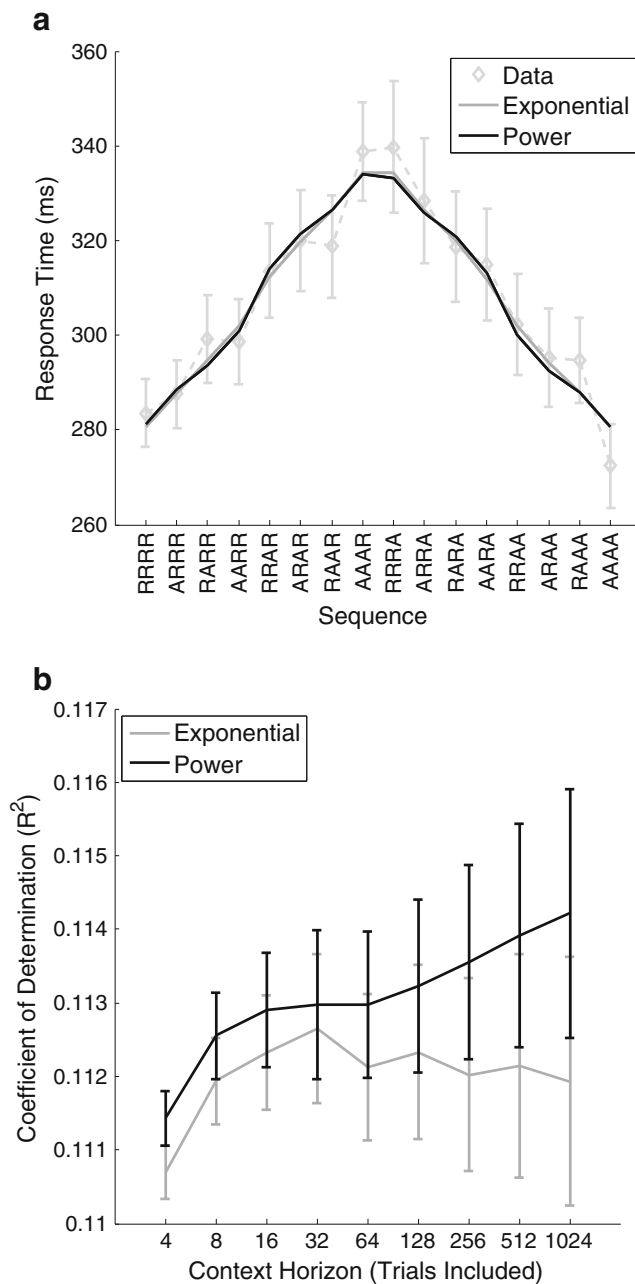 a
360
340
320
300
280
260
Response Time (ms)
Data
Exponential
Power
RRRR
ARRR
RARR
AARR
RRAR
ARAR
RAAR
AAAR
RRRA
ARRA
RARA
AARA
RRAA
ARAA
RAAA
AAAA
Sequence
b
0.117
0.116
0.115
0.114
0.113
0.112
0.111
0.11
Coefficient of Determination (R²)
Exponential
Power
4 8 16 32 64 128 256 512 1024
Context Horizon (Trials Included)